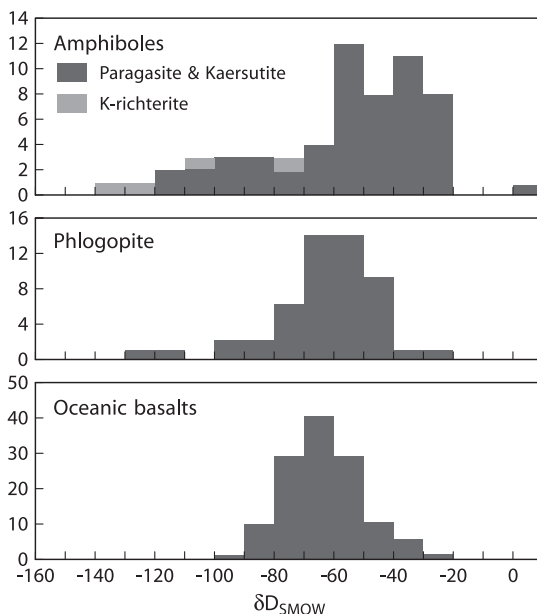 14
12
10
8
6
4
2
0
Amphiboles
Paragasite & Kaersutite
K-richterite
16
12
8
4
0
Phlogopite
50
40
30
20
10
0
Oceanic basalts
-160 -140 -120 -100 -80 -60 -40 -20 0
δD_SMOW